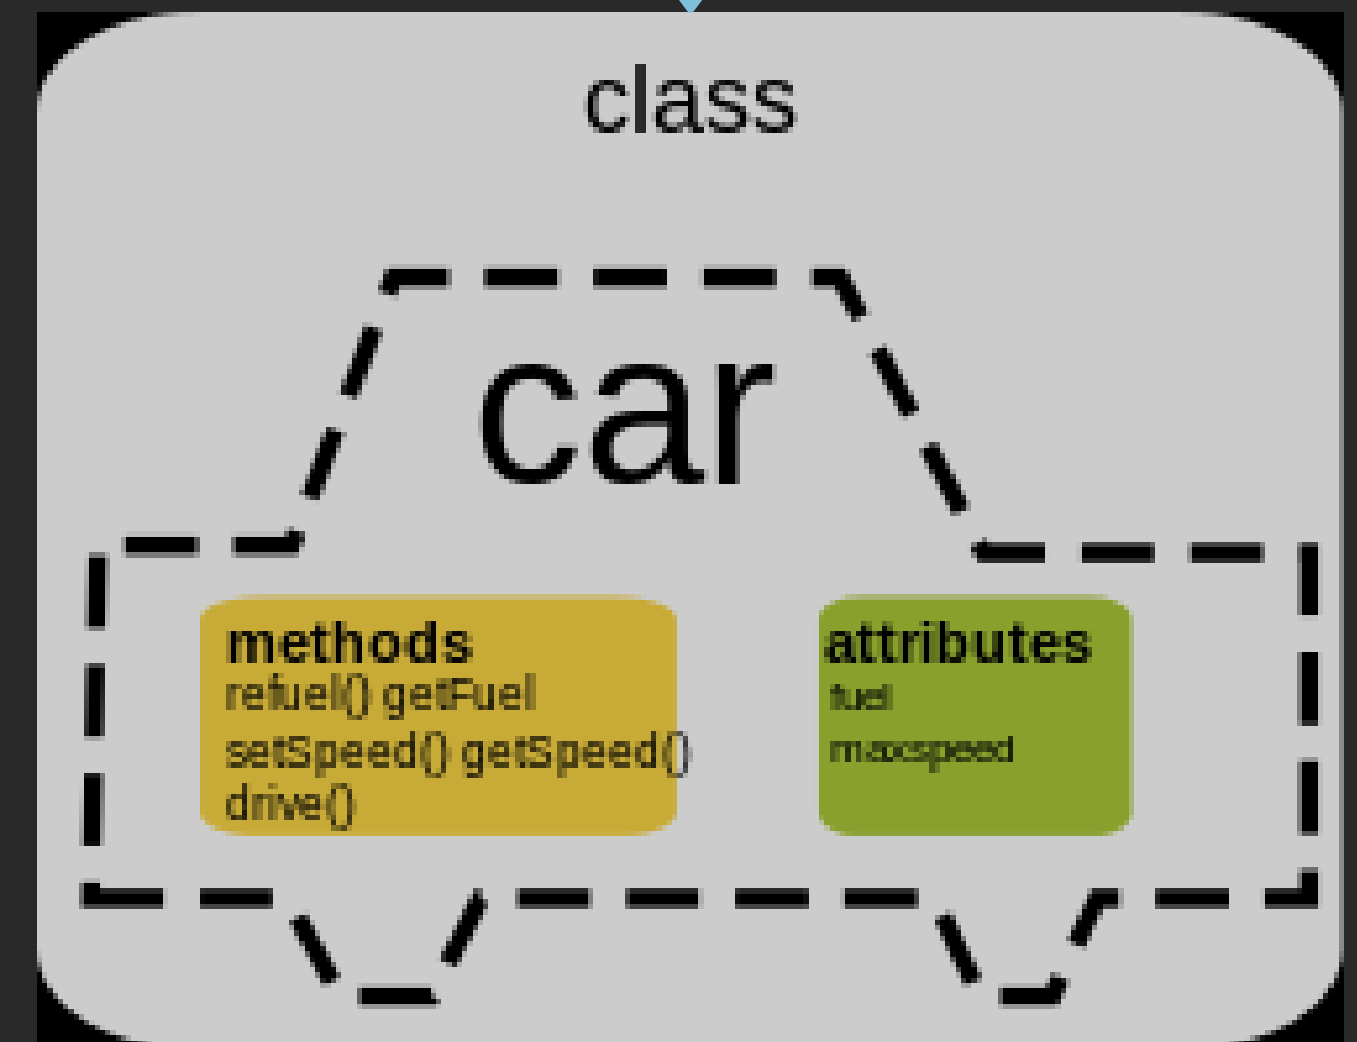 class
car
methods
refuel() getFuel
setSpeed() getSpeed()
drive()
attributes
fuel
maxspeed